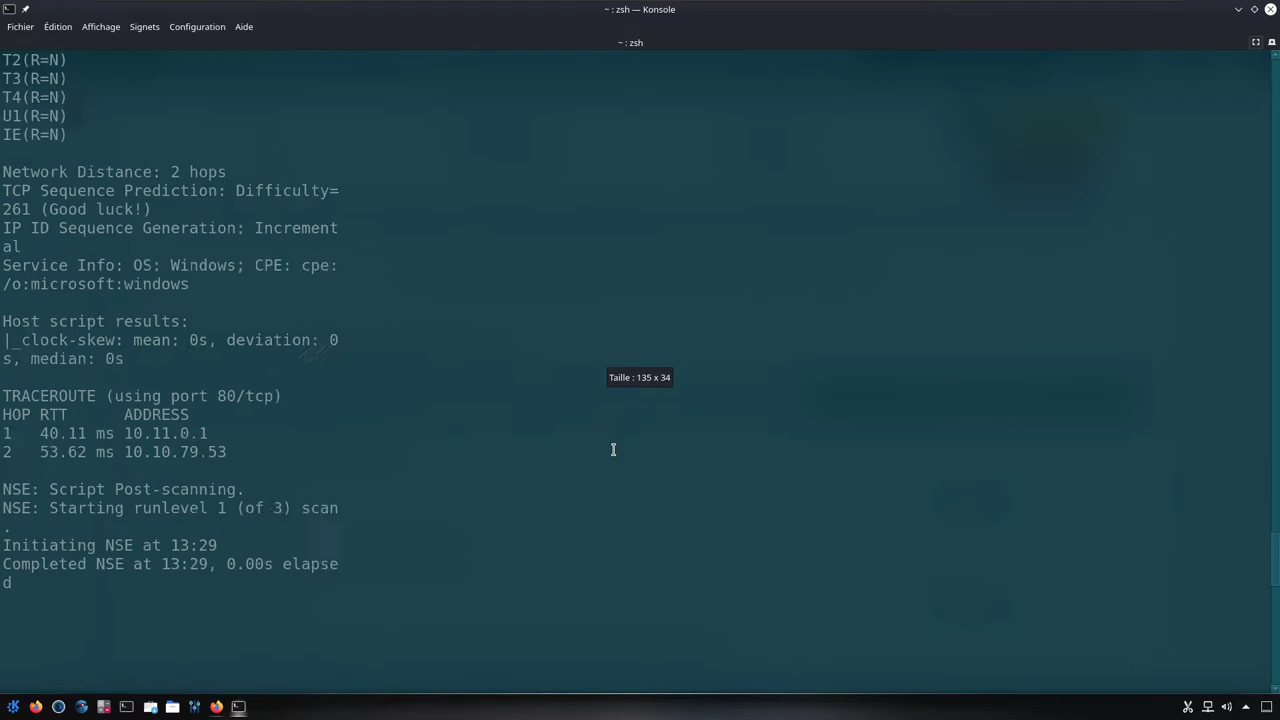 ~ : zsh — Konsole
Fichier Édition Affichage Signets Configuration Aide
~ : zsh
T2(R=N)
T3(R=N)
T4(R=N)
U1(R=N)
IE(R=N)
Network Distance: 2 hops
TCP Sequence Prediction: Difficulty=
261 (Good luck!)
IP ID Sequence Generation: Increment
al
Service Info: OS: Windows; CPE: cpe:
/o:microsoft:windows
Host script results:
|_clock-skew: mean: 0s, deviation: 0
s, median: 0s
Taille : 135 x 34
TRACEROUTE (using port 80/tcp)
HOP RTT ADDRESS
1 40.11 ms 10.11.0.1
2 53.62 ms 10.10.79.53
NSE: Script Post-scanning.
NSE: Starting runlevel 1 (of 3) scan
.
Initiating NSE at 13:29
Completed NSE at 13:29, 0.00s elapse
d